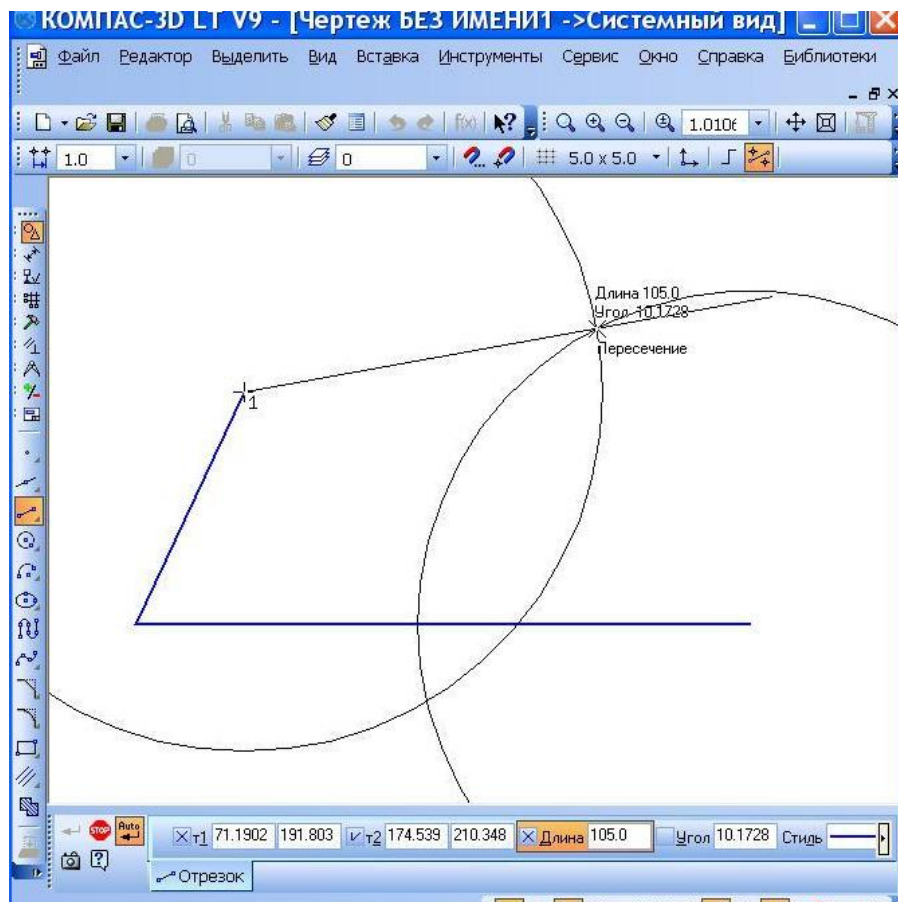 КОМПАС-3D LT V9 - [Чертеж БЕЗ ИМЕНИ1 ->Системный вид]
Файл Редактор Выделить Вид Вставка Инструменты Сервис Окно Справка Библиотеки
f(x) 1.0106
1.0 0 0 5.0 x 5.0
Длина 105.0
Угол 10.1728
Пересечение
1
STOP Auto т1 71.1902 191.803 т2 174.539 210.348 Длина 105.0 Угол 10.1728 Стиль
Отрезок